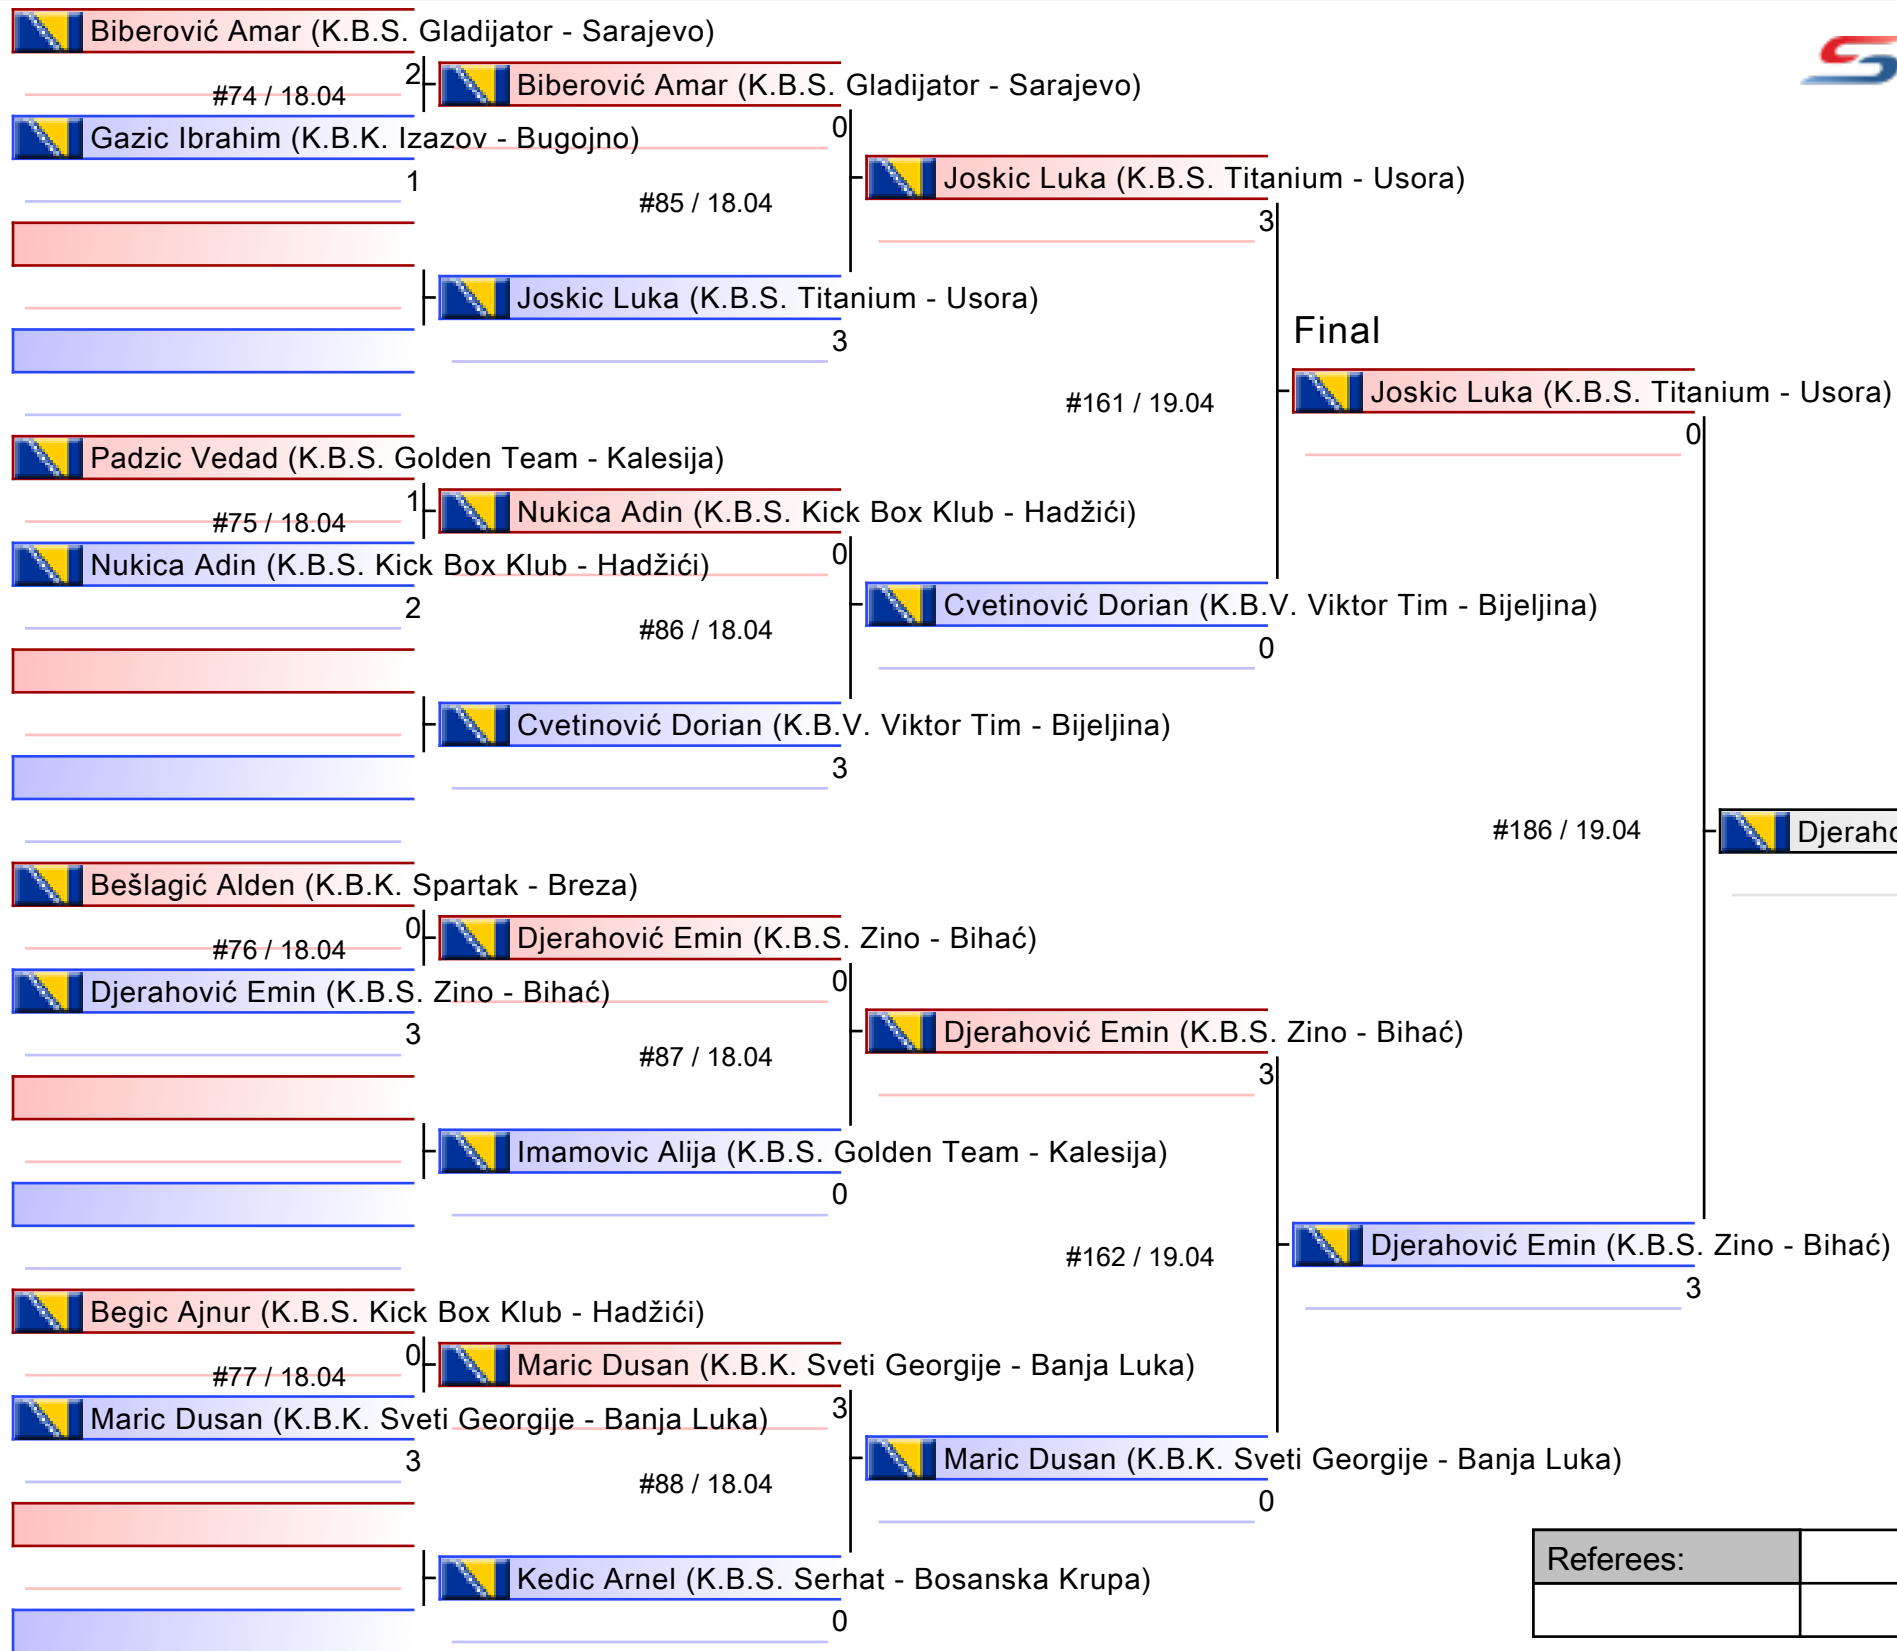 Biberović Amar (K.B.S. Gladijator - Sarajevo)
2
#74 / 18.04
Biberović Amar (K.B.S. Gladijator - Sarajevo)
0
Gazic Ibrahim (K.B.K. Izazov - Bugojno)
1
#85 / 18.04
Joskic Luka (K.B.S. Titanium - Usora)
3
Joskic Luka (K.B.S. Titanium - Usora)
3
Final
#161 / 19.04
Joskic Luka (K.B.S. Titanium - Usora)
0
Padzic Vedad (K.B.S. Golden Team - Kalesija)
1
#75 / 18.04
Nukica Adin (K.B.S. Kick Box Klub - Hadžići)
0
Nukica Adin (K.B.S. Kick Box Klub - Hadžići)
2
#86 / 18.04
Cvetinović Dorian (K.B.V. Viktor Tim - Bijeljina)
0
Cvetinović Dorian (K.B.V. Viktor Tim - Bijeljina)
3
#186 / 19.04
Bešlagić Alden (K.B.K. Spartak - Breza)
0
#76 / 18.04
Djerahović Emin (K.B.S. Zino - Bihać)
0
Djerahović Emin (K.B.S. Zino - Bihać)
3
#87 / 18.04
Djerahović Emin (K.B.S. Zino - Bihać)
3
Imamovic Alija (K.B.S. Golden Team - Kalesija)
0
#162 / 19.04
Djerahović Emin (K.B.S. Zino - Bihać)
3
Begic Ajnur (K.B.S. Kick Box Klub - Hadžići)
0
#77 / 18.04
Maric Dusan (K.B.K. Sveti Georgije - Banja Luka)
3
Maric Dusan (K.B.K. Sveti Georgije - Banja Luka)
3
#88 / 18.04
Maric Dusan (K.B.K. Sveti Georgije - Banja Luka)
0
Kedic Arnel (K.B.S. Serhat - Bosanska Krupa)
0
Referees: